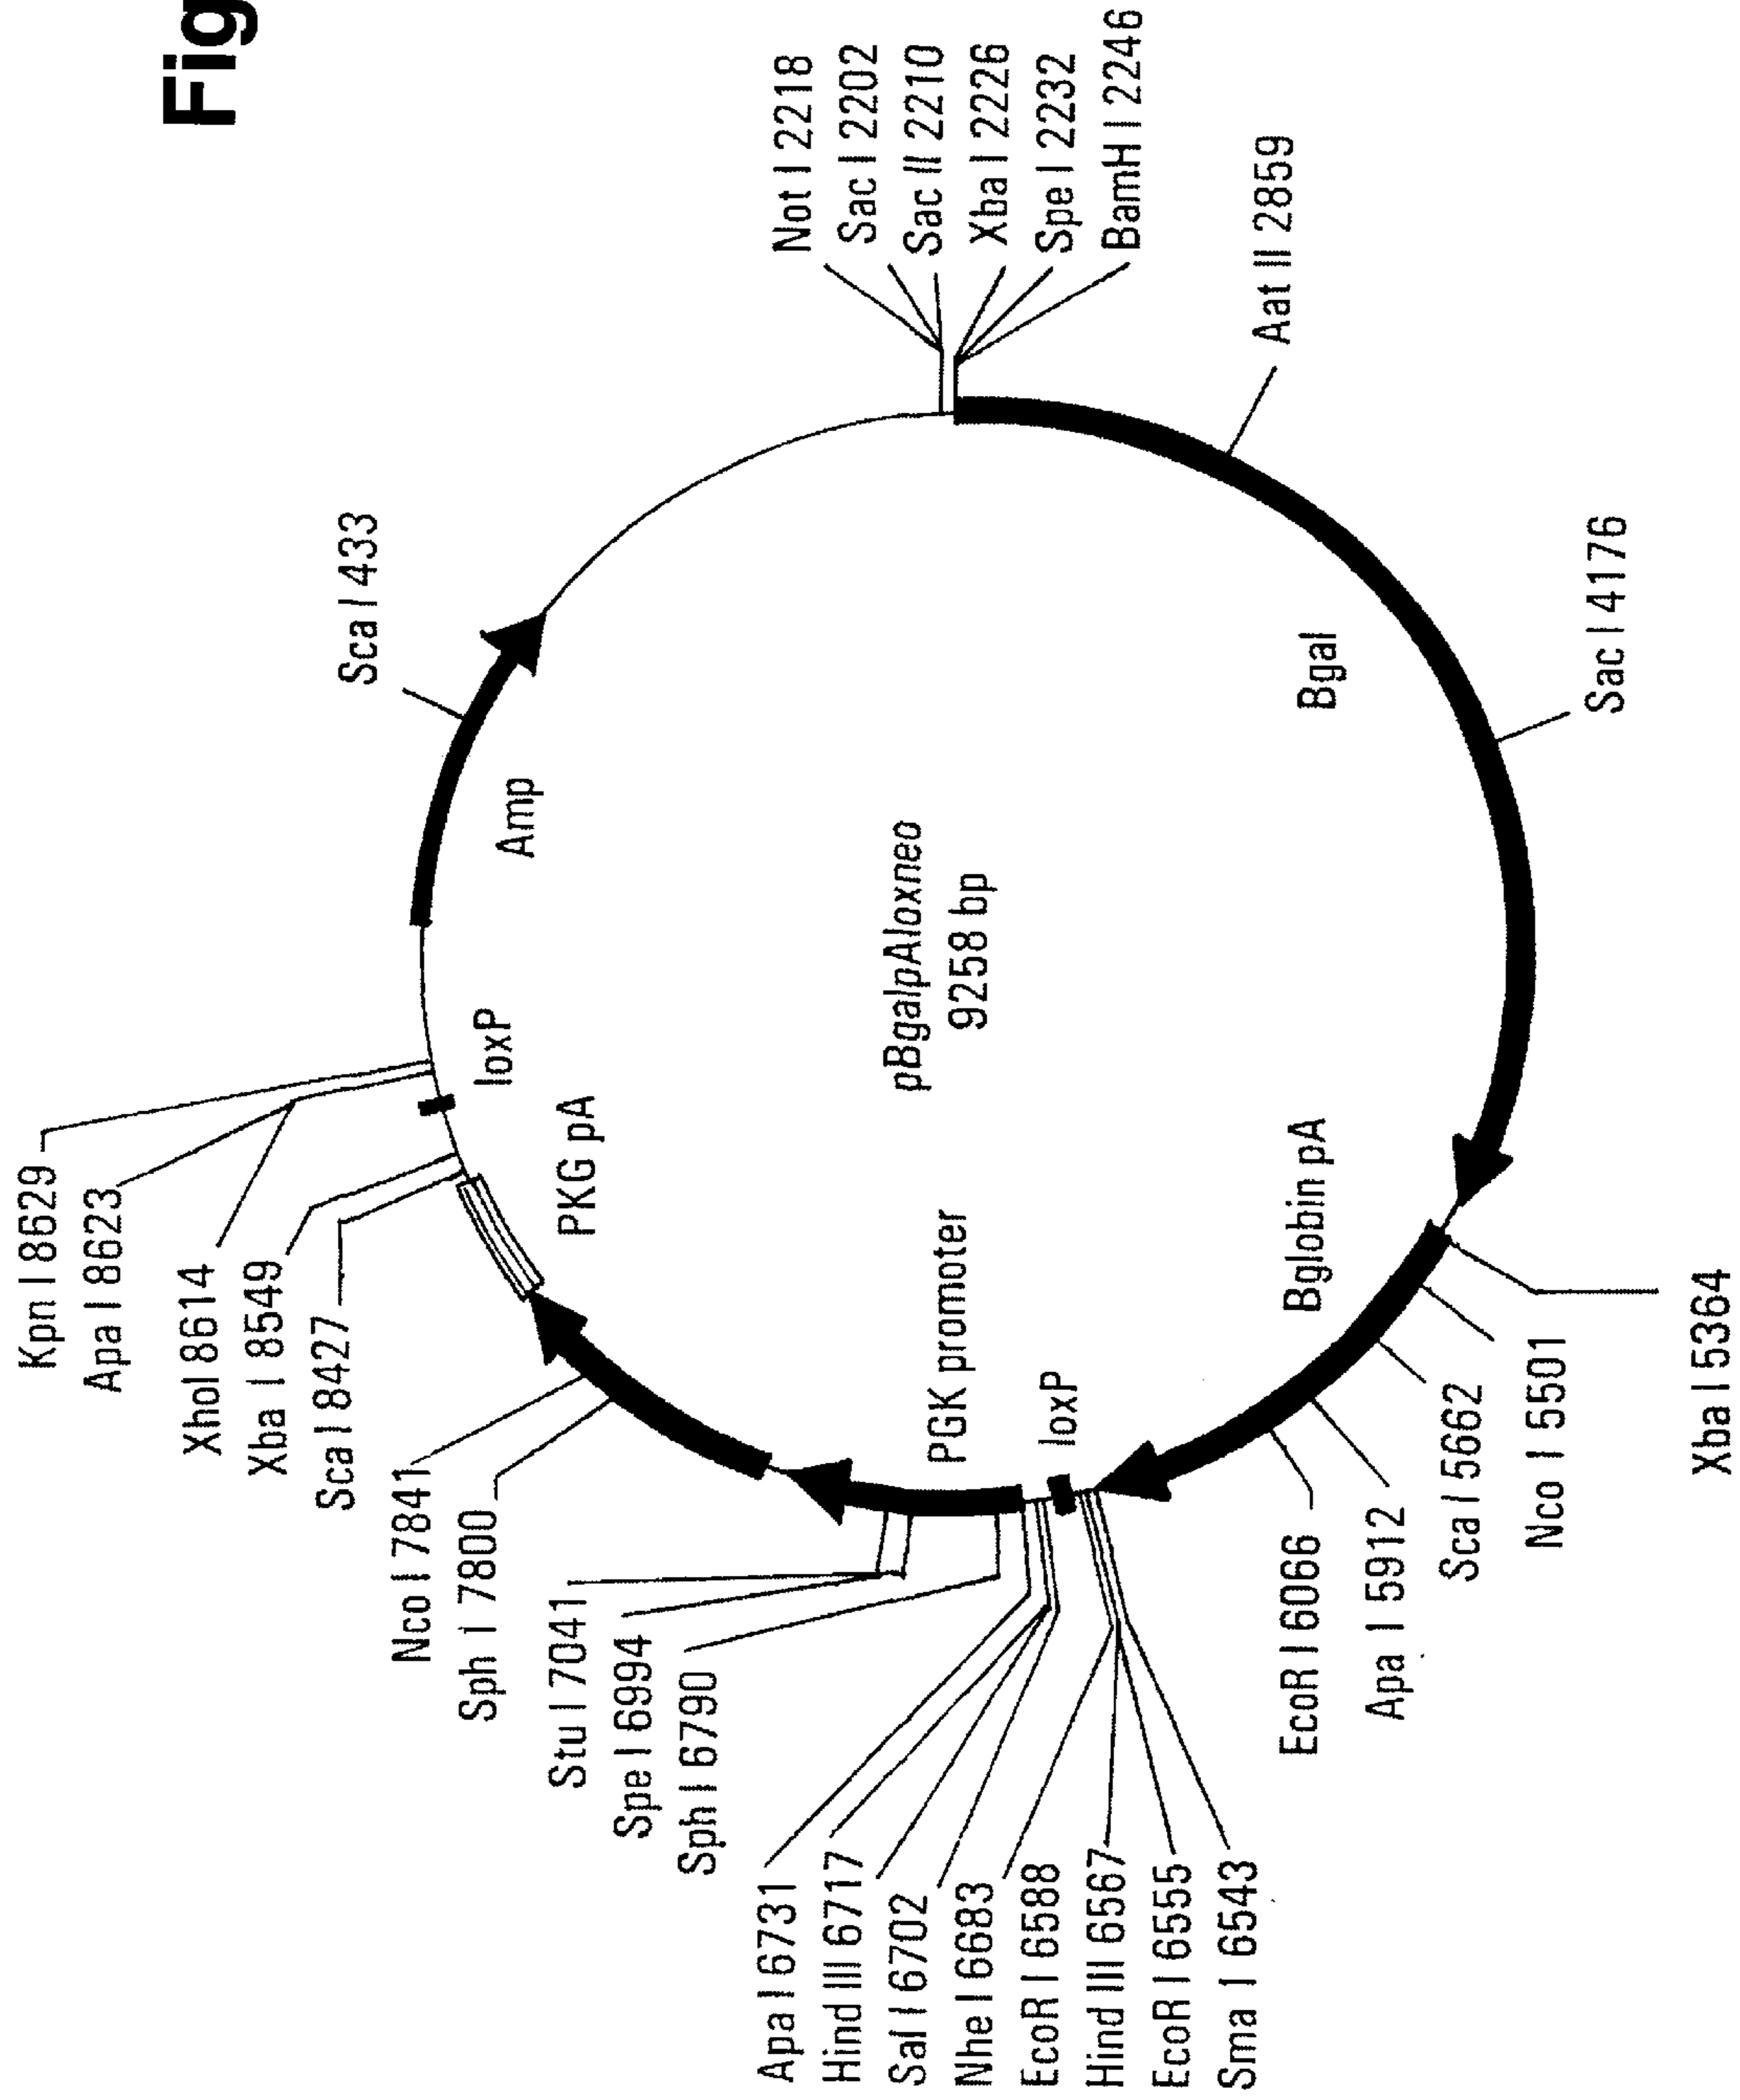 Fig
Not I 2218
Sac I 2202
Sac II 2210
Xba I 2226
Spe I 2232
BamH I 2246
Aat II 2859
Sac I 4176
Sca I 433
Amp
Bgal
pBgalpAloxneo
9258 bp
loxP
PKG pA
PGK promoter
loxP
Bglobin pA
Kpn I 8629
Apa I 8623
XhoI 8614
Xba I 8549
Sca I 8427
Nco I 7841
Sph I 7800
Stu I 7041
Spe I 6994
Sph I 6790
Apa I 6731
Hind III 6717
Sal I 6702
Nhe I 6683
EcoR I 6588
Hind III 6567
EcoR I 6555
Sma I 6543
EcoR I 6066
Apa I 5912
Sca I 5662
Nco I 5501
Xba I 5364